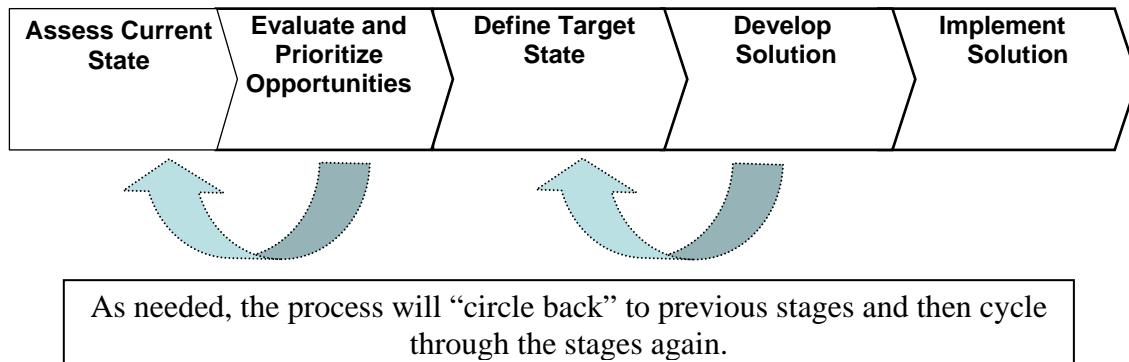 Assess Current
State
Evaluate and
Prioritize
Opportunities
Define Target
State
Develop
Solution
Implement
Solution
As needed, the process will “circle back” to previous stages and then cycle
through the stages again.